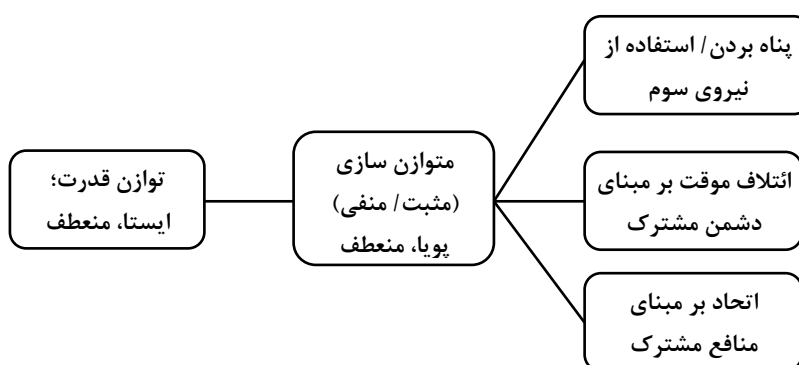 پناه بردن/ استفاده از
نیروی سوم
متوازن سازی
(مثبت/ منفی)
پویا، منعطف
توازن قدرت؛
ایستا، منعطف
ائتلاف موقت بر مبنای
دشمن مشترک
اتحاد بر مبنای
منافع مشترک